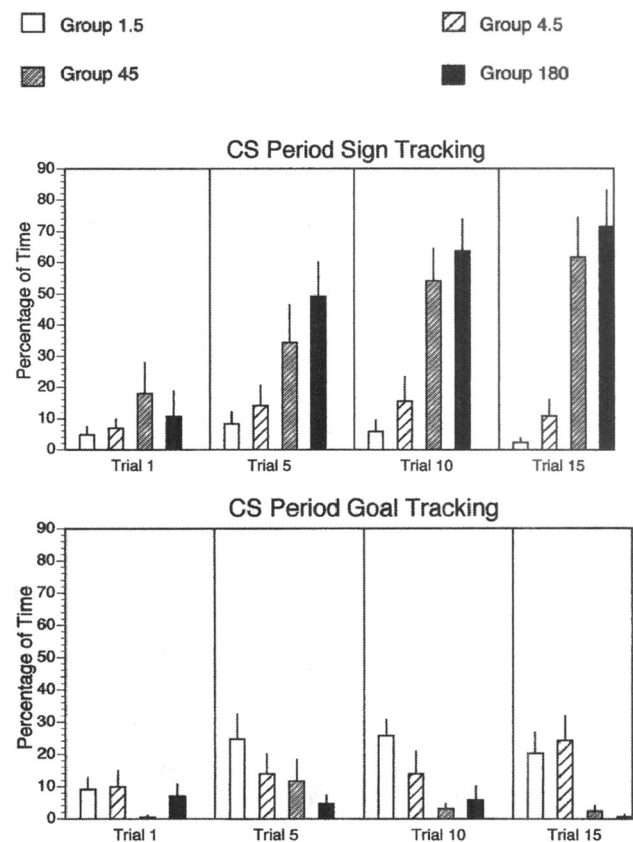 Group 1.5 Group 4.5
Group 45 Group 180
CS Period Sign Tracking
Percentage of Time
90
80
70
60
50
40
30
20
10
0
Trial 1 Trial 5 Trial 10 Trial 15
CS Period Goal Tracking
Percentage of Time
90
80
70
60
50
40
30
20
10
0
Trial 1 Trial 5 Trial 10 Trial 15